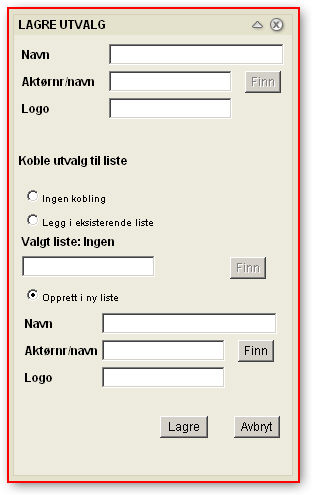 LAGRE UTVALG
Navn
Aktørnr/navn Finn
Logo
Koble utvalg til liste
Ingen kobling
Legg i eksisterende liste
Valgt liste: Ingen
Finn
Opprett i ny liste
Navn
Aktørnr/navn Finn
Logo
Lagre Avbryt